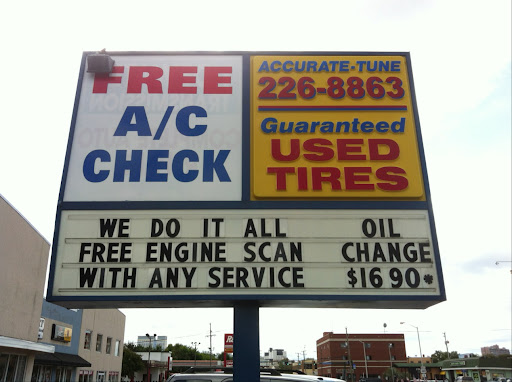 FREE
A/C
CHECK
ACCURATE-TUNE
226-8863
Guaranteed
USED
TIRES
WE DO IT ALL
FREE ENGINE SCAN
WITH ANY SERVICE
OIL
CHANGE
$16 90*